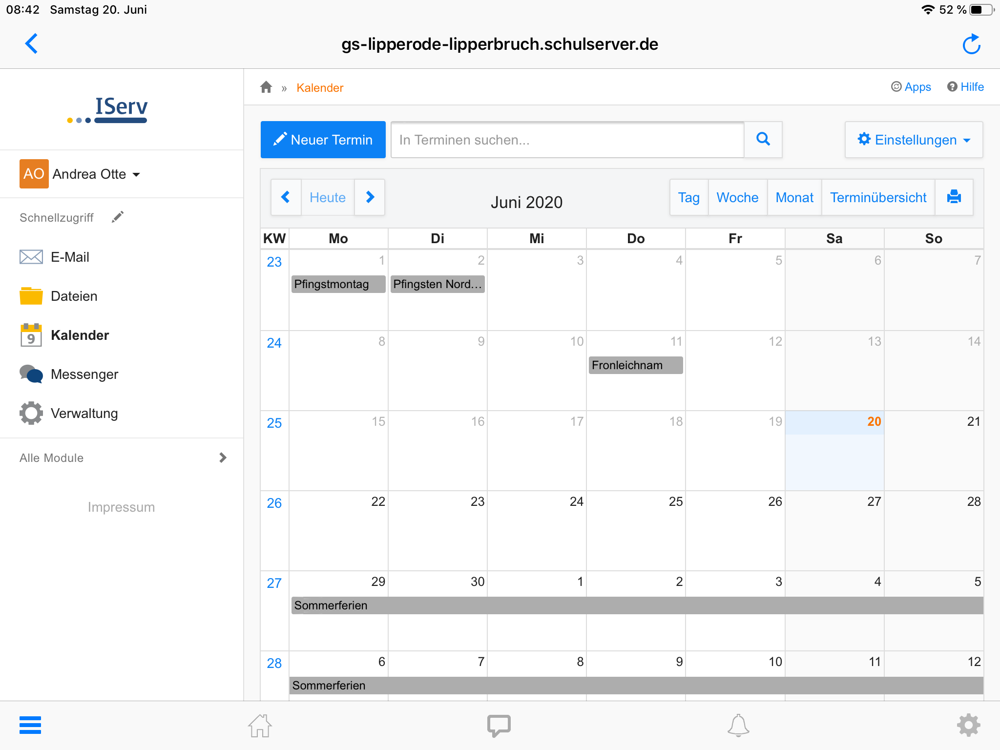 08:42 Samstag 20. Juni 52 %
gs-lipperode-lipperbruch.schulserver.de
IServ
AO Andrea Otte
Schnellzugriff
E-Mail
Dateien
9 Kalender
Messenger
Verwaltung
Alle Module
Impressum
» Kalender
Apps Hilfe
Neuer Termin In Terminen suchen... Einstellungen
Heute Juni 2020 Tag Woche Monat Terminübersicht
KW Mo Di Mi Do Fr Sa So
23 1 2 3 4 5 6 7
Pfingstmontag Pfingsten Nord...
24 8 9 10 11 12 13 14
Fronleichnam
25 15 16 17 18 19 20 21
26 22 23 24 25 26 27 28
27 29 30 1 2 3 4 5
Sommerferien
28 6 7 8 9 10 11 12
Sommerferien